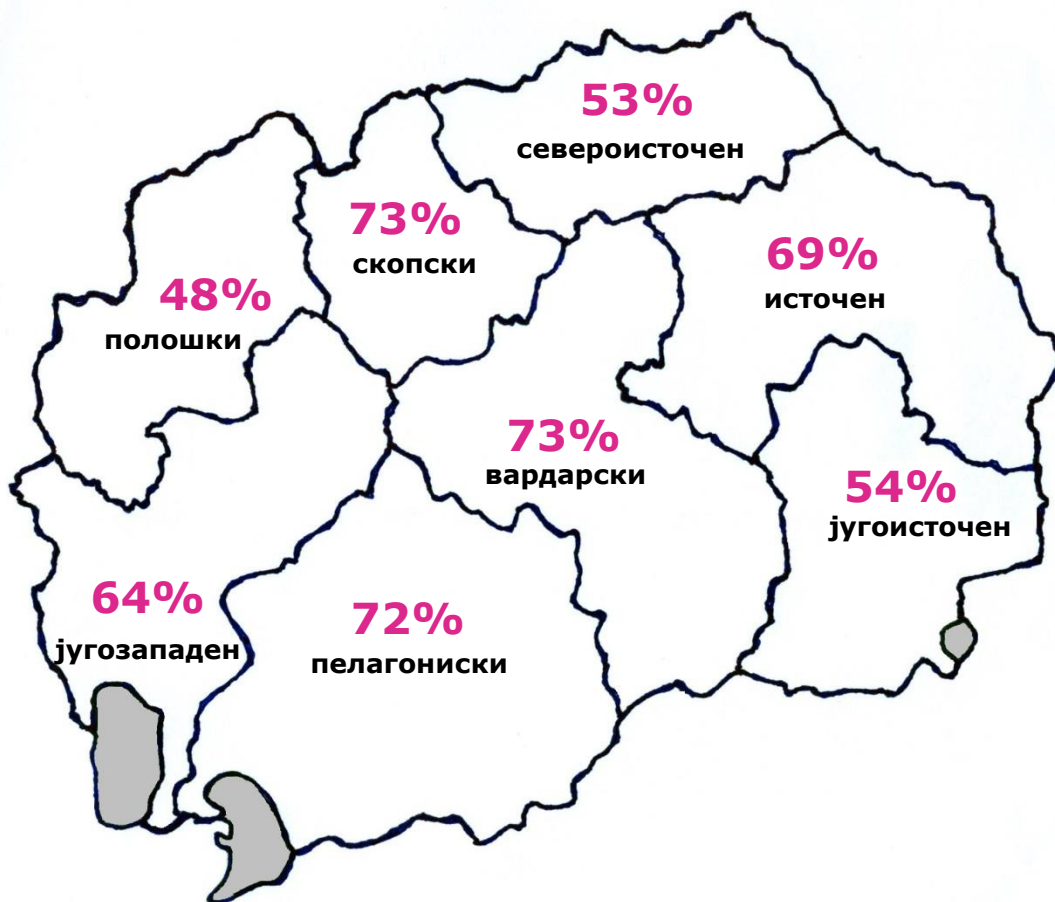 53%
североисточен
73%
скопски
69%
источен
48%
полошки
73%
вардарски
54%
југоисточен
64%
југозападен
72%
пелагониски